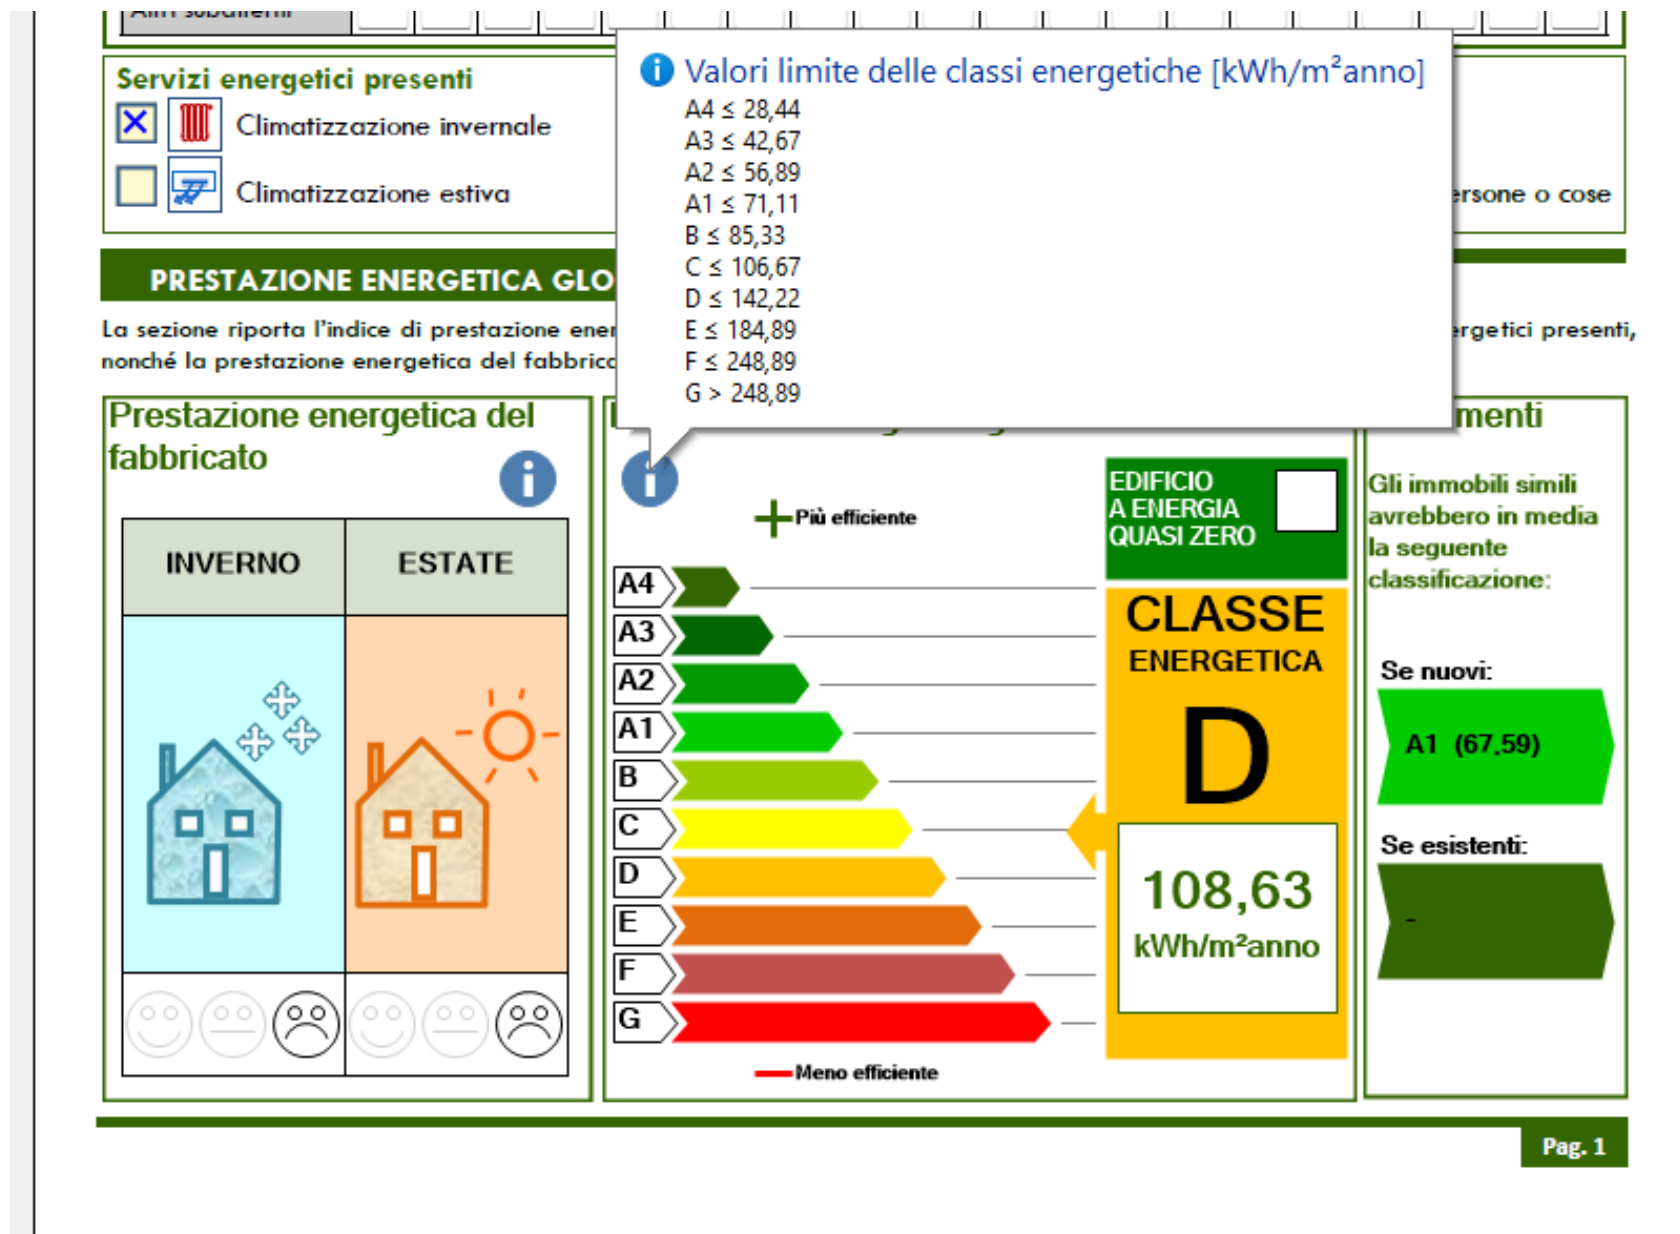 Altri subalterni
Servizi energetici presenti
Climatizzazione invernale
Climatizzazione estiva
ersone o cose
Valori limite delle classi energetiche [kWh/m²anno]
A4 ≤ 28,44
A3 ≤ 42,67
A2 ≤ 56,89
A1 ≤ 71,11
B ≤ 85,33
C ≤ 106,67
D ≤ 142,22
E ≤ 184,89
F ≤ 248,89
G > 248,89
PRESTAZIONE ENERGETICA GLO
La sezione riporta l'indice di prestazione ener
rgetici presenti,
nonché la prestazione energetica del fabbric
Prestazione energetica del
fabbricato
INVERNO
ESTATE
Più efficiente
A4
A3
A2
A1
B
C
D
E
F
G
Meno efficiente
EDIFICIO
A ENERGIA
QUASI ZERO
CLASSE
ENERGETICA
D
108,63
kWh/m²anno
menti
Gli immobili simili
avrebbero in media
la seguente
classificazione:
Se nuovi:
A1 (67,59)
Se esistenti:
-
Pag. 1